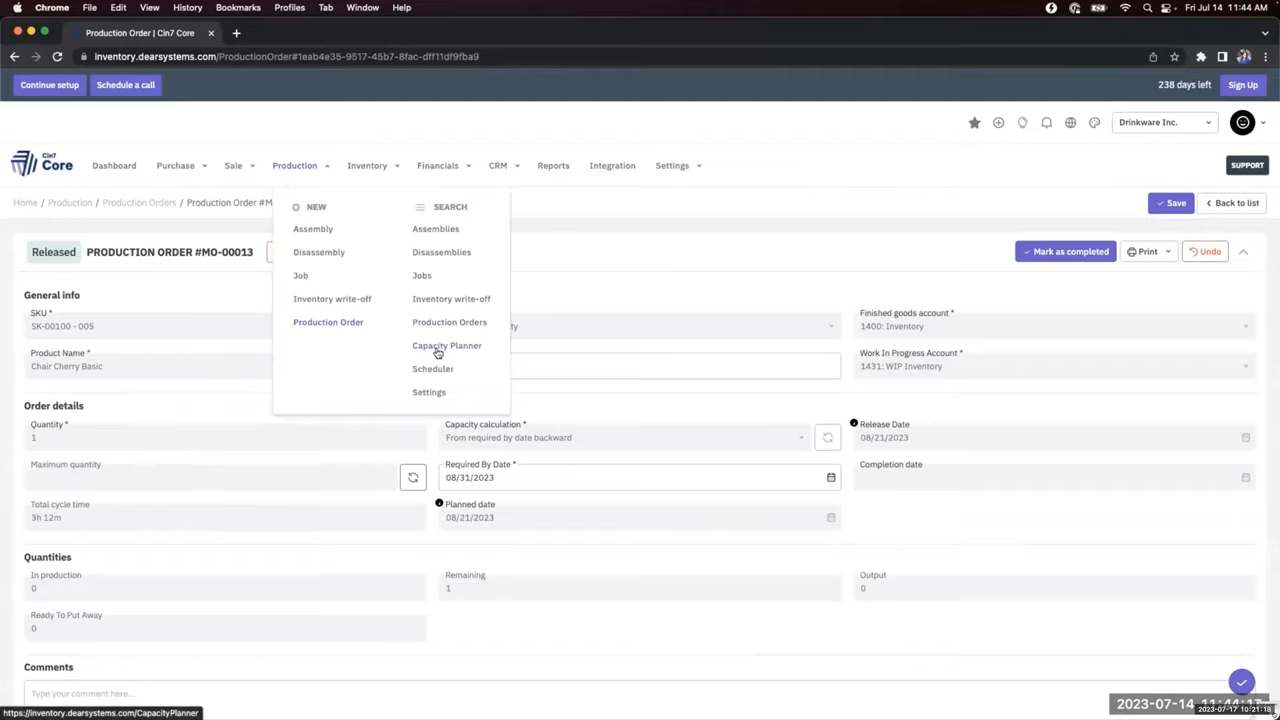 Chrome File Edit View History Bookmarks Profiles Tab Window Help Fri Jul 14 11:44 AM
Production Order | Cin7 Core
inventory.dearsystems.com/ProductionOrder#1eab4e35-9517-45b7-8fac-dff11df9fba9
Continue setup Schedule a call 238 days left Sign Up
Drinkware Inc.
Cin7 Core Dashboard Purchase Sale Production Inventory Financials CRM Reports Integration Settings SUPPORT
Home / Production / Production Orders / Production Order #M Save Back to list
NEW SEARCH
Assembly Assemblies
Disassembly Disassemblies
Job Jobs
Inventory write-off Inventory write-off
Production Order Production Orders
Capacity Planner
Scheduler
Settings
Released PRODUCTION ORDER #MO-00013 Mark as completed Print Undo
General info
SKU * Finished goods account *
SK-00100 - 005 1400: Inventory
Product Name * Work In Progress Account *
Chair Cherry Basic 1431: WIP Inventory
Order details
Quantity * Capacity calculation * Release Date
1 From required by date backward 08/21/2023
Maximum quantity Required By Date * Completion date
08/31/2023
Total cycle time Planned date
3h 12m 08/21/2023
Quantities
In production Remaining Output
0 1 0
Ready To Put Away
0
Comments
Type your comment here...
https://inventory.dearsystems.com/CapacityPlanner
2023-07-14 11:44:1
2023-07-17 10:21:18